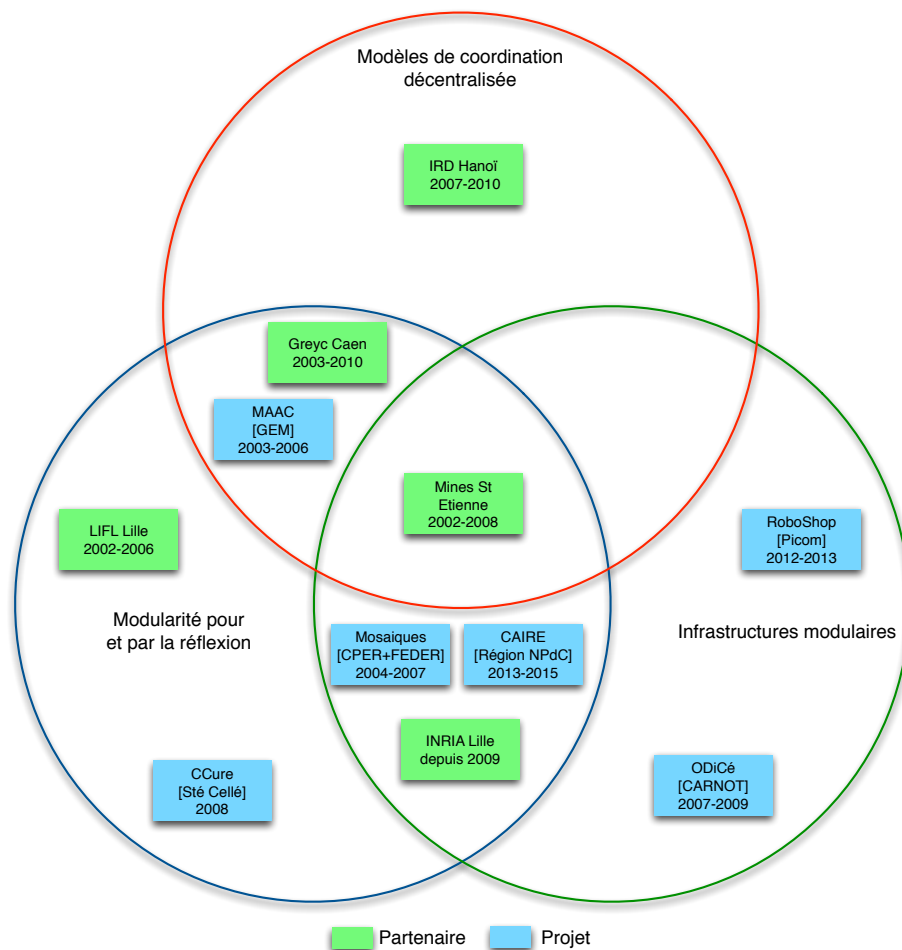 Modèles de coordination
décentralisée
IRD Hanoï
2007-2010
Greyc Caen
2003-2010
MAAC
[GEM]
2003-2006
Mines St
Etienne
2002-2008
LIFL Lille
2002-2006
RoboShop
[Picom]
2012-2013
Modularité pour
et par la réflexion
Mosaiques
[CPER+FEDER]
2004-2007
CAIRE
[Région NPdC]
2013-2015
Infrastructures modulaires
INRIA Lille
depuis 2009
CCure
[Sté Cellé]
2008
ODiCé
[CARNOT]
2007-2009
Partenaire
Projet